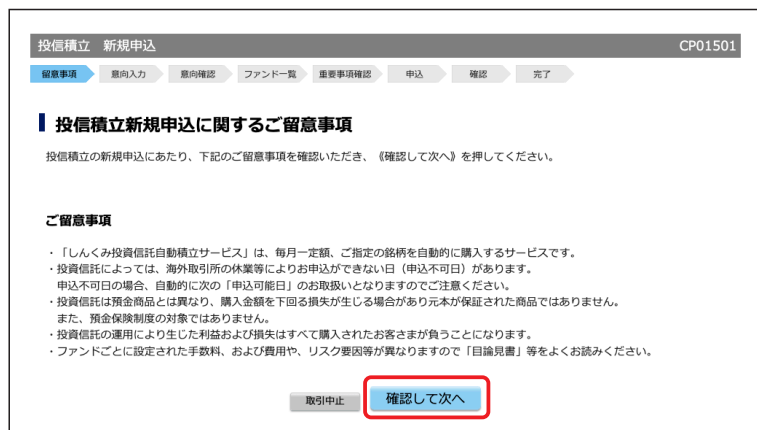 投信積立 新規申込 CP01501
留意事項 意向入力 意向確認 ファンド一覧 重要事項確認 申込 確認 完了
投信積立新規申込に関するご留意事項
投信積立の新規申込にあたり、下記のご留意事項を確認いただき、《確認して次へ》を押してください。
ご留意事項
・「しんくみ投資信託自動積立サービス」は、毎月一定額、ご指定の銘柄を自動的に購入するサービスです。
・投資信託によっては、海外取引所の休業等によりお申込ができない日（申込不可日）があります。
申込不可日の場合、自動的に次の「申込可能日」のお取扱いとなりますのでご注意ください。
・投資信託は預金商品とは異なり、購入金額を下回る損失が生じる場合があり元本が保証された商品ではありません。
また、預金保険制度の対象ではありません。
・投資信託の運用により生じた利益および損失はすべて購入されたお客さまが負うことになります。
・ファンドごとに設定された手数料、および費用や、リスク要因等が異なりますので「目論見書」等をよくお読みください。
取引中止 確認して次へ